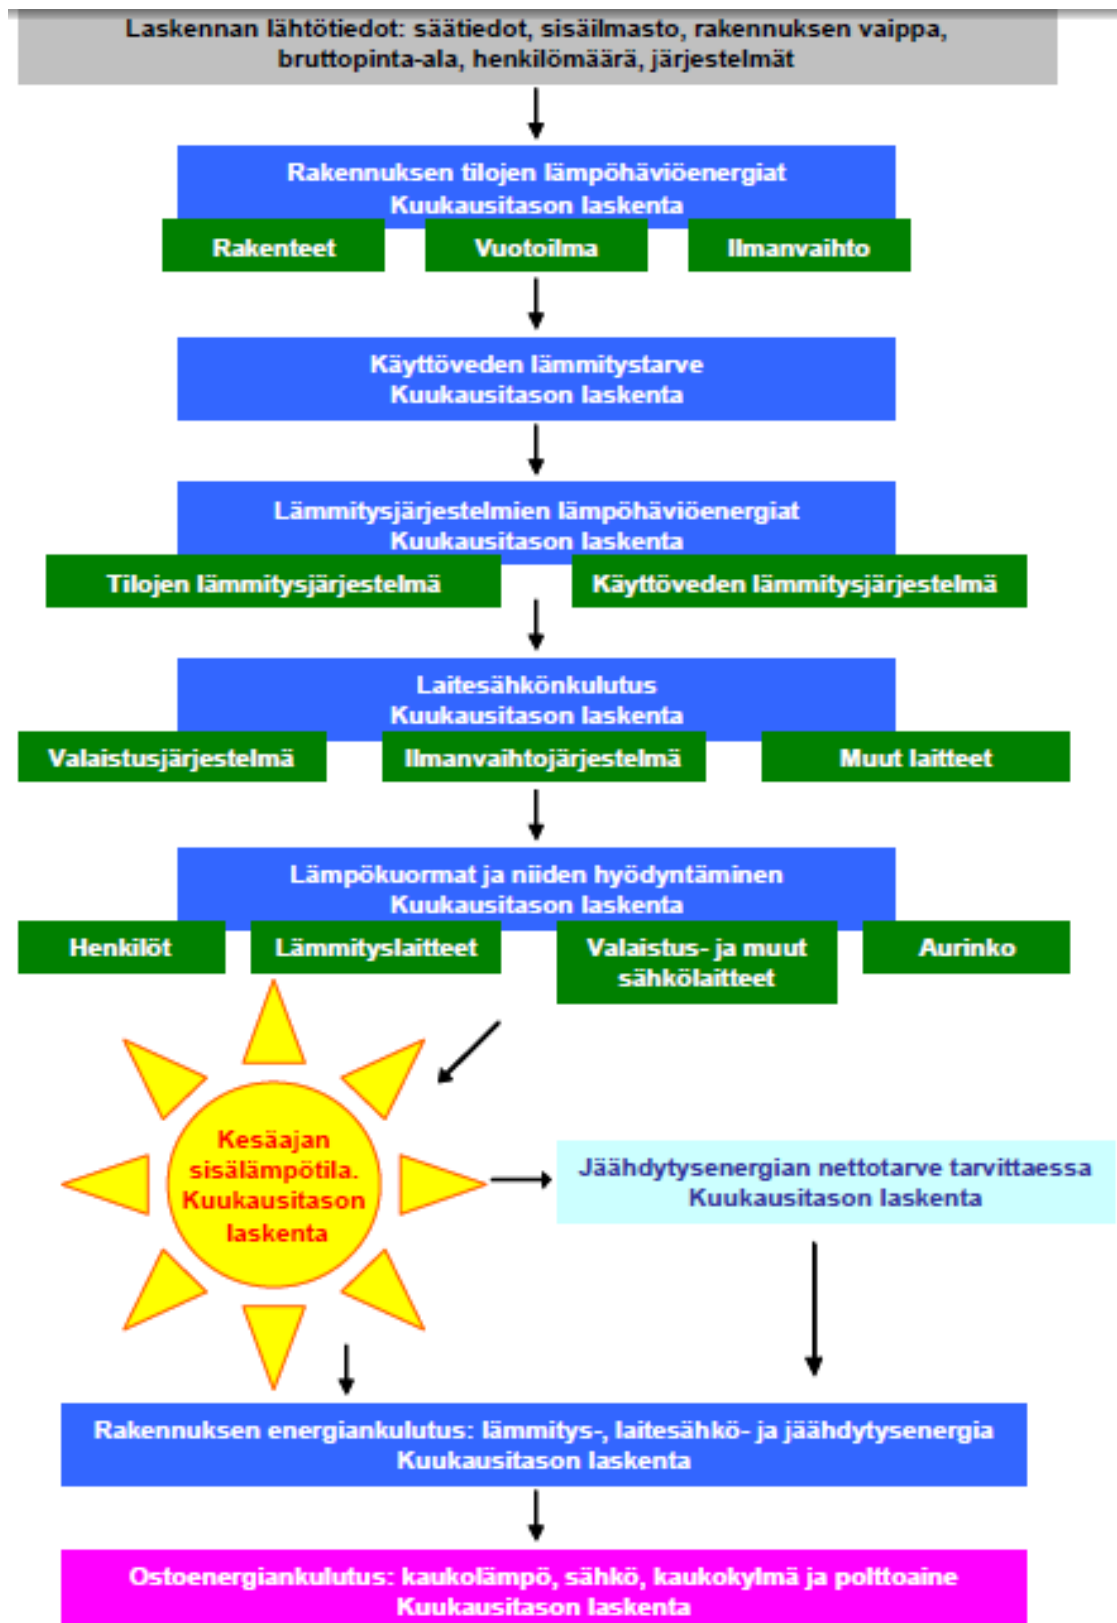 Laskennan lähtötiedot: säätiedot, sisäilmasto, rakennuksen vaippa,
bruttopinta-ala, henkilömäärä, järjestelmät
Rakennuksen tilojen lämpöhäviöenergiat
Kuukausitason laskenta
Rakenteet
Vuotoilma
Ilmanvaihto
Käyttöveden lämmitystarve
Kuukausitason laskenta
Lämmitysjärjestelmien lämpöhäviöenergiat
Kuukausitason laskenta
Tilojen lämmitysjärjestelmä
Käyttöveden lämmitysjärjestelmä
Laitesähkönkulutus
Kuukausitason laskenta
Valaistusjärjestelmä
Ilmanvaihtojärjestelmä
Muut laitteet
Lämpökuormat ja niiden hyödyntäminen
Kuukausitason laskenta
Henkilöt
Lämmityslaitteet
Valaistus- ja muut
sähkölaitteet
Aurinko
Kesäajan
sisälämpötila.
Kuukausitason
laskenta
Jäähdytysenergian nettotarve tarvittaessa
Kuukausitason laskenta
Rakennuksen energiankulutus: lämmitys-, laitesähkö- ja jäähdytysenergia
Kuukausitason laskenta
Ostoenergiankulutus: kaukolämpö, sähkö, kaukokylmä ja polttoaine
Kuukausitason laskenta